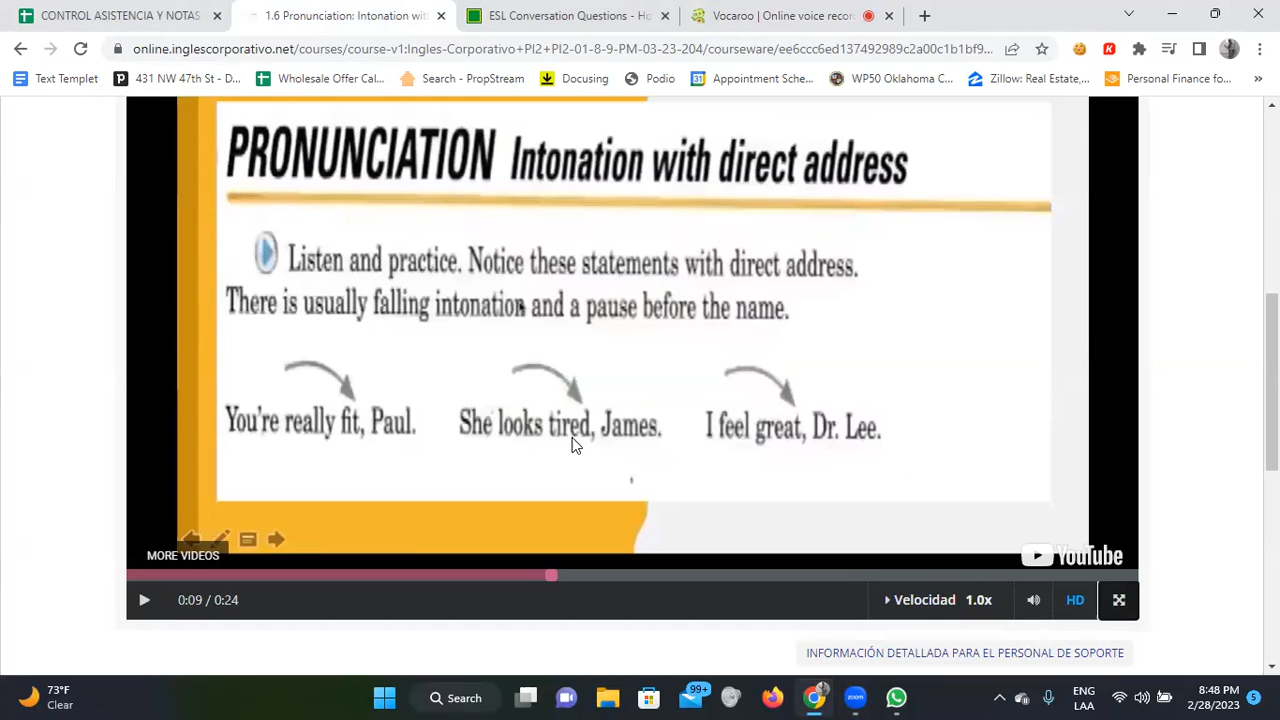 CONTROL ASISTENCIA Y NOTAS
1.6 Pronunciation: Intonation wit
ESL Conversation Questions - Ho
Vocaroo | Online voice recor
online.inglescorporativo.net/courses/course-v1:Ingles-Corporativo+PI2+PI2-01-8-9-PM-03-23-204/courseware/ee6ccc5ed137492989c2a00c1b1bf9...
Text Templet
431 NW 47th St - D...
Wholesale Offer Cal...
Search - PropStream
Docusing
Podio
Appointment Sche...
WP50 Oklahoma C...
Zillow: Real Estate,...
Personal Finance fo...
»
PRONUNCIATION Intonation with direct address
Listen and practice. Notice these statements with direct address.
There is usually falling intonation and a pause before the name.
You're really fit, Paul. She looks tired, James. I feel great, Dr. Lee.
MORE VIDEOS
YouTube
0:09 / 0:24
Velocidad 1.0x
HD
INFORMACIÓN DETALLADA PARA EL PERSONAL DE SOPORTE
73°F
Clear
Search
99+
zoom
ENG
LAA
8:48 PM
2/28/2023
5